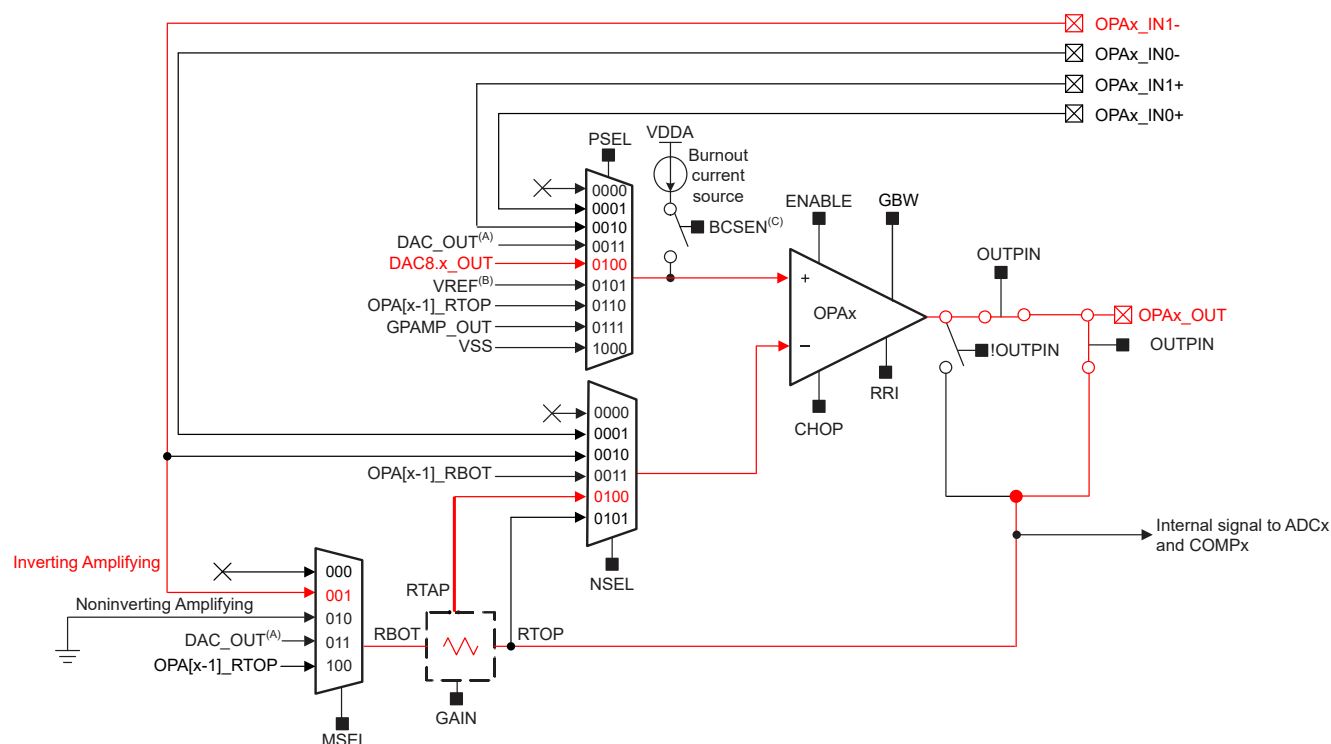 OPAx_IN1-
OPAx_IN0-
OPAx_IN1+
OPAx_IN0+
PSEL
VDDA
Burnout
current
source
BCSEN(C)
0000
0001
0010
DAC_OUT(A)
0011
DAC8.x_OUT
0100
VREF(B)
0101
OPA[x-1]_RTOP
0110
GPAMP_OUT
0111
VSS
1000
ENABLE
GBW
+
OPAx
−
CHOP
RRI
OUTPIN
OPAx_OUT
!OUTPIN
OUTPIN
0000
0001
0010
OPA[x-1]_RBOT
0011
0100
0101
NSEL
Internal signal to ADCx
and COMPx
Inverting Amplifying
000
001
Noninverting Amplifying
010
DAC_OUT(A)
011
OPA[x-1]_RTOP
100
MSEL
RTAP
RBOT
RTOP
GAIN